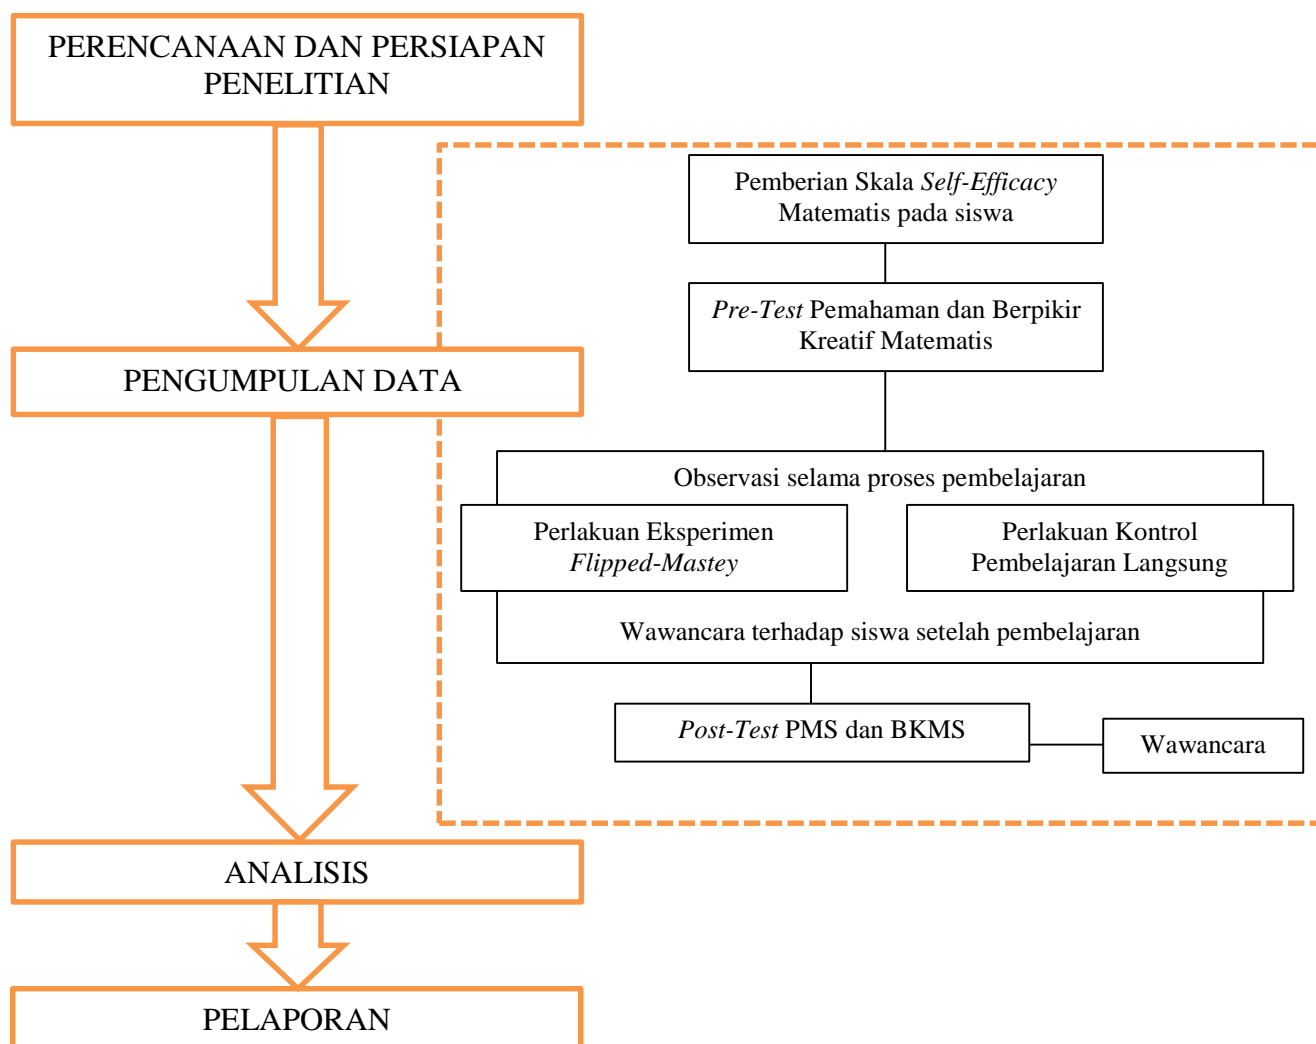 PERENCANAAN DAN PERSIAPAN
PENELITIAN
Pemberian Skala Self-Efficacy
Matematis pada siswa
Pre-Test Pemahaman dan Berpikir
Kreatif Matematis
PENGUMPULAN DATA
Observasi selama proses pembelajaran
Perlakuan Eksperimen
Flipped-Mastey
Perlakuan Kontrol
Pembelajaran Langsung
Wawancara terhadap siswa setelah pembelajaran
Post-Test PMS dan BKMS
Wawancara
ANALISIS
PELAPORAN